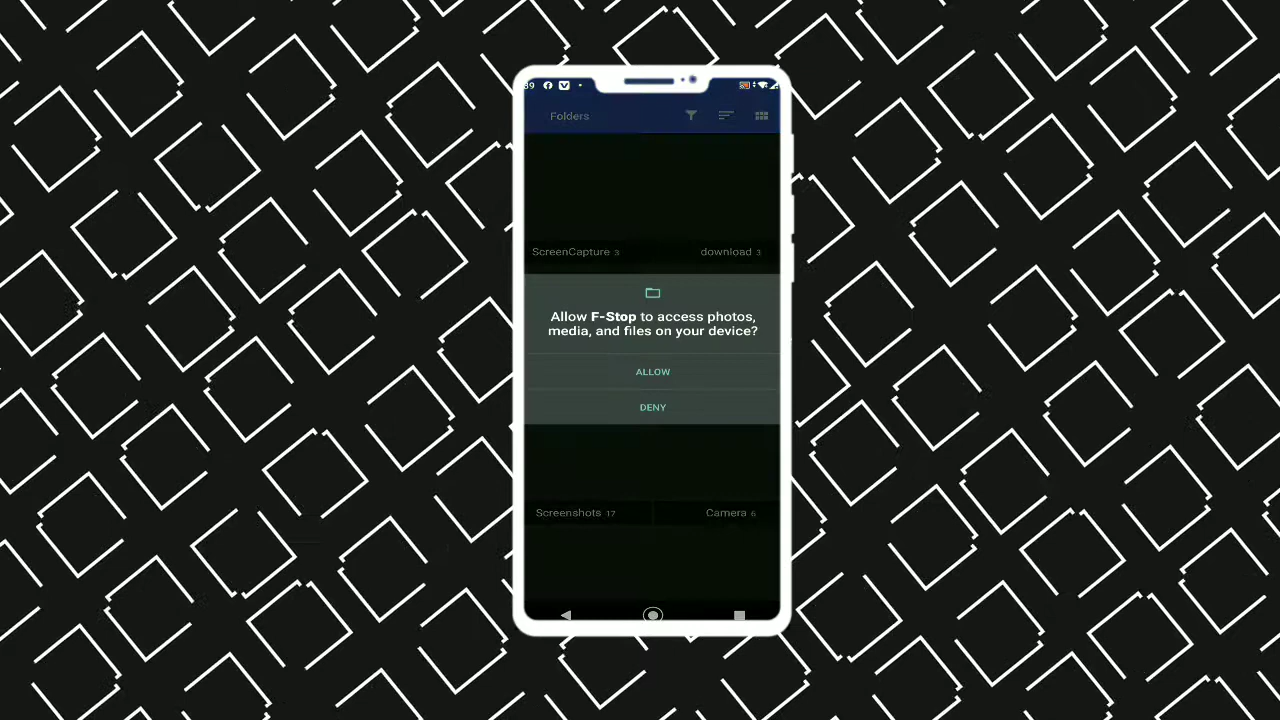 39
Folders
ScreenCapture 3
download 3
Allow F-Stop to access photos,
media, and files on your device?
ALLOW
DENY
Screenshots 17
Camera 6